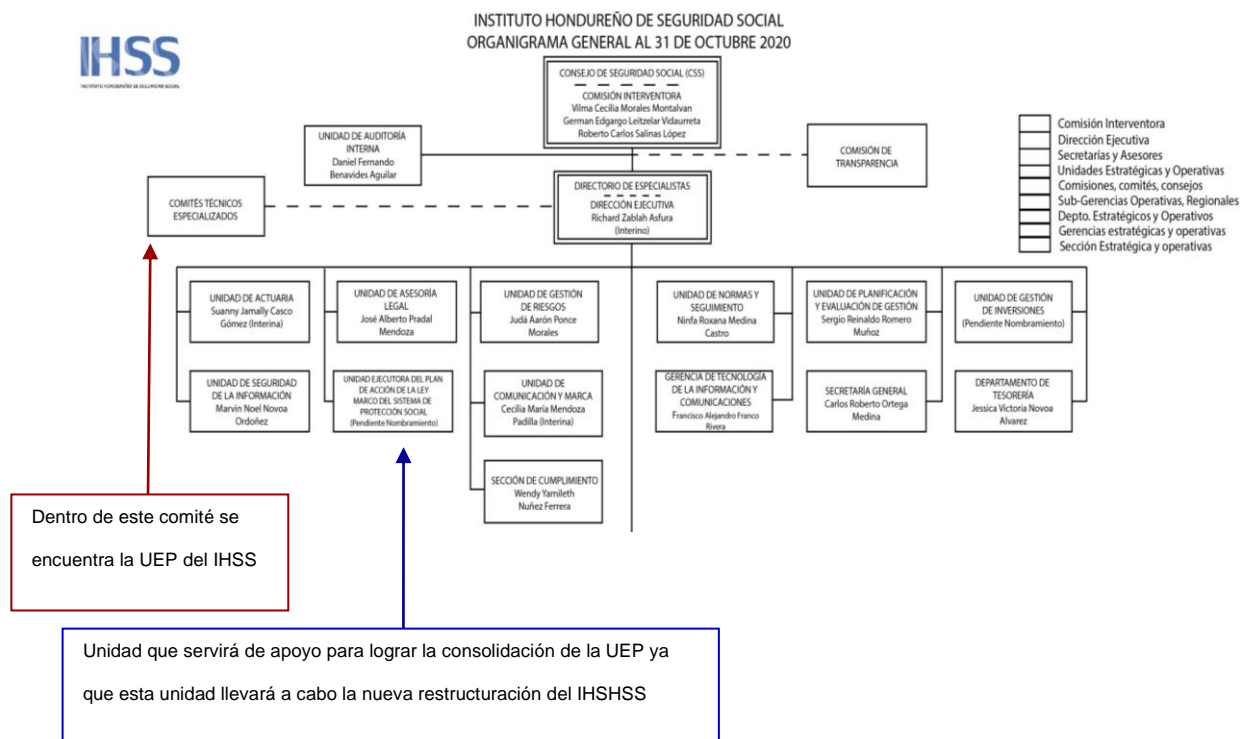 INSTITUTO HONDUREÑO DE SEGURIDAD SOCIAL
ORGANIGRAMA GENERAL AL 31 DE OCTUBRE 2020
IHSS
INSTITUTO HONDUREÑO DE SEGURIDAD SOCIAL
CONSEJO DE SEGURIDAD SOCIAL (CSS)
COMISIÓN INTERVENTORA
Vilma Cecilia Morales Montalvan
German Edgargo Leitzelar Vidaurreta
Roberto Carlos Salinas López
UNIDAD DE AUDITORÍA
INTERNA
Daniel Fernando
Benavides Aguilar
COMISIÓN DE
TRANSPARENCIA
Comisión Interventora
Dirección Ejecutiva
Secretarías y Asesores
Unidades Estratégicas y Operativas
Comisiones, comités, consejos
Sub-Gerencias Operativas, Regionales
Depto. Estratégicos y Operativos
Gerencias estratégicas y operativas
Sección Estratégica y operativas
COMITÉS TÉCNICOS
ESPECIALIZADOS
DIRECTORIO DE ESPECIALISTAS
DIRECCIÓN EJECUTIVA
Richard Zablah Asfura
(Interino)
UNIDAD DE ACTUARIA
Suanny Jamally Casco
Gómez (Interina)
UNIDAD DE ASESORÍA
LEGAL
José Alberto Pradal
Mendoza
UNIDAD DE GESTIÓN
DE RIESGOS
Judá Aarón Ponce
Morales
UNIDAD DE NORMAS Y
SEGUIMIENTO
Ninfa Roxana Medina
Castro
UNIDAD DE PLANIFICACIÓN
Y EVALUACIÓN DE GESTIÓN
Sergio Reinaldo Romero
Muñoz
UNIDAD DE GESTIÓN
DE INVERSIONES
(Pendiente Nombramiento)
UNIDAD DE SEGURIDAD
DE LA INFORMACIÓN
Marvin Noel Novoa
Ordoñez
UNIDAD EJECUTORA DEL PLAN
DE ACCIÓN DE LA LEY
MARCO DEL SISTEMA DE
PROTECCIÓN SOCIAL
(Pendiente Nombramiento)
UNIDAD DE
COMUNICACIÓN Y MARCA
Cecilia María Mendoza
Padilla (Interina)
GERENCIA DE TECNOLOGÍA
DE LA INFORMACIÓN Y
COMUNICACIONES
Francisco Alejandro Franco
Rivera
SECRETARÍA GENERAL
Carlos Roberto Ortega
Medina
DEPARTAMENTO DE
TESORERÍA
Jessica Victoria Novoa
Alvarez
SECCIÓN DE CUMPLIMIENTO
Wendy Yamileth
Nuñez Ferrera
Dentro de este comité se
encuentra la UEP del IHSS
Unidad que servirá de apoyo para lograr la consolidación de la UEP ya
que esta unidad llevará a cabo la nueva restructuración del IHSHSS